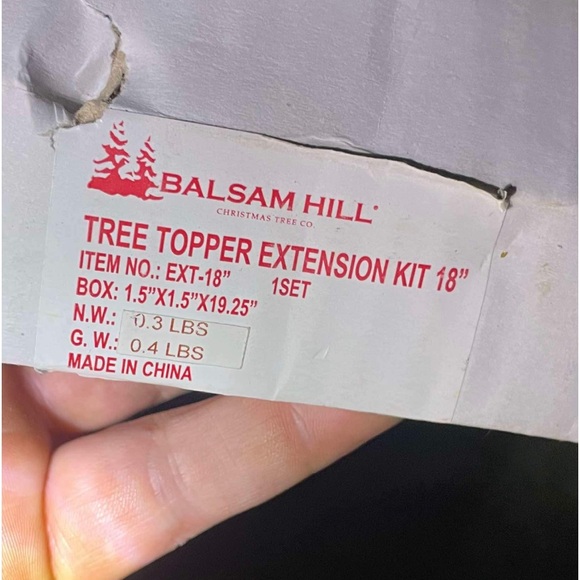 BALSAM HILL®
CHRISTMAS TREE CO.
TREE TOPPER EXTENSION KIT 18”
ITEM NO.: EXT-18” 1SET
BOX: 1.5”X1.5”X19.25”
N.W.: 0.3 LBS
G. W.: 0.4 LBS
MADE IN CHINA